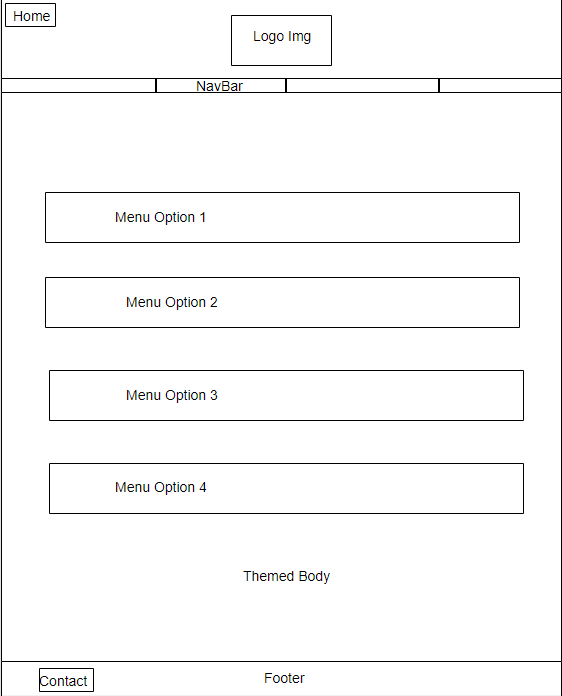 Home
Logo Img
NavBar
Menu Option 1
Menu Option 2
Menu Option 3
Menu Option 4
Themed Body
Contact
Footer